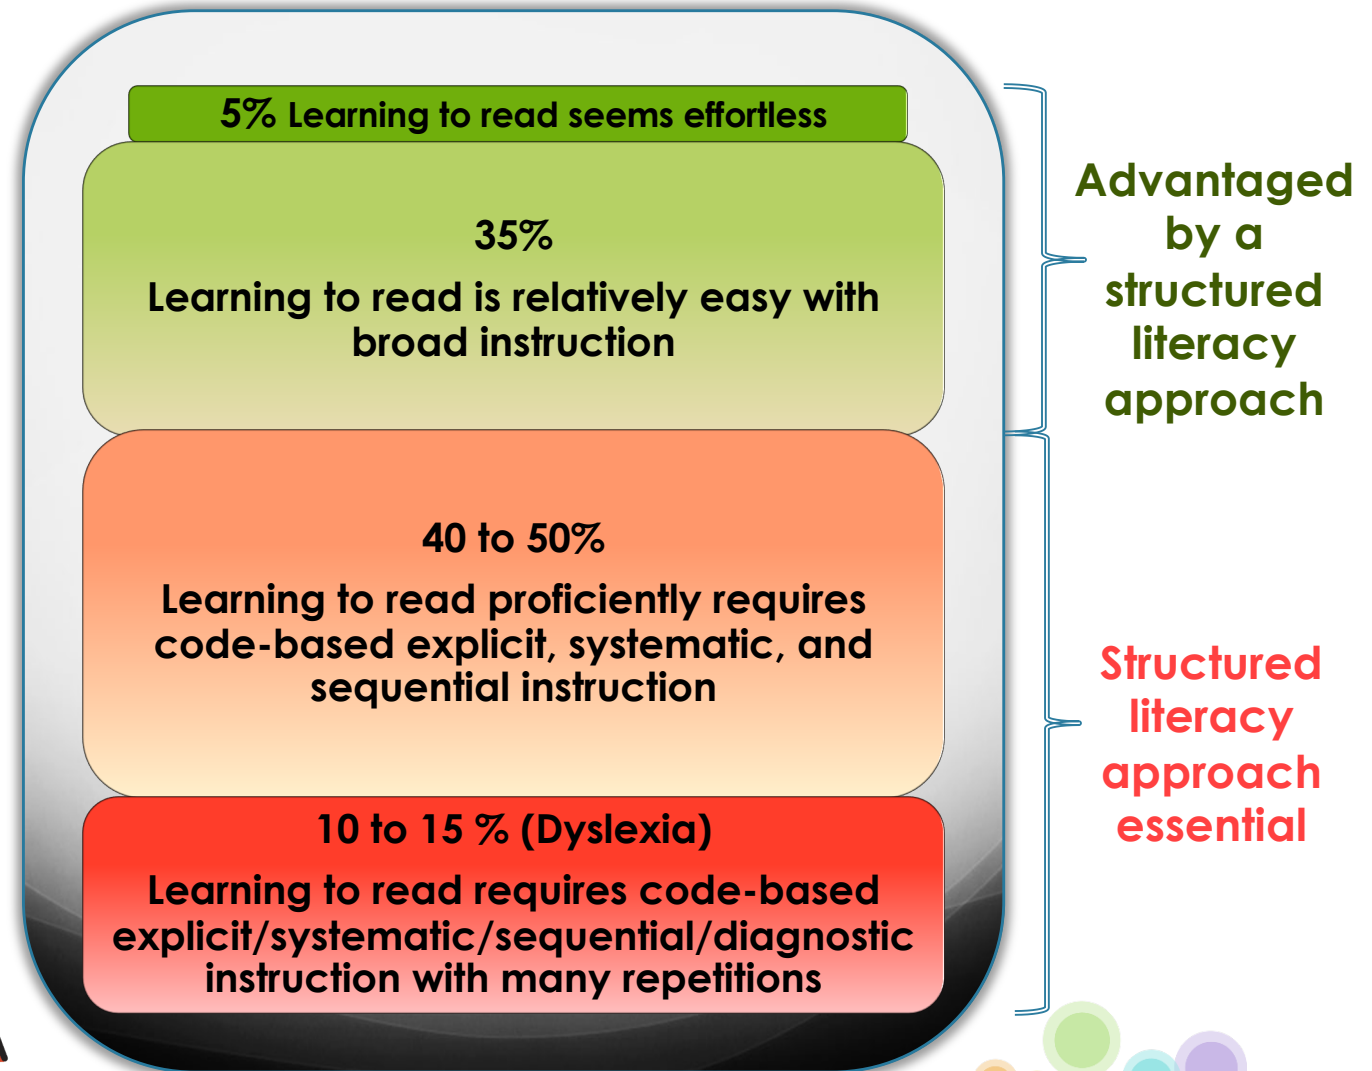 5% Learning to read seems effortless
35%
Learning to read is relatively easy with
broad instruction
40 to 50%
Learning to read proficiently requires
code-based explicit, systematic, and
sequential instruction
10 to 15 % (Dyslexia)
Learning to read requires code-based
explicit/systematic/sequential/diagnostic
instruction with many repetitions
Advantaged
by a
structured
literacy
approach
Structured
literacy
approach
essential